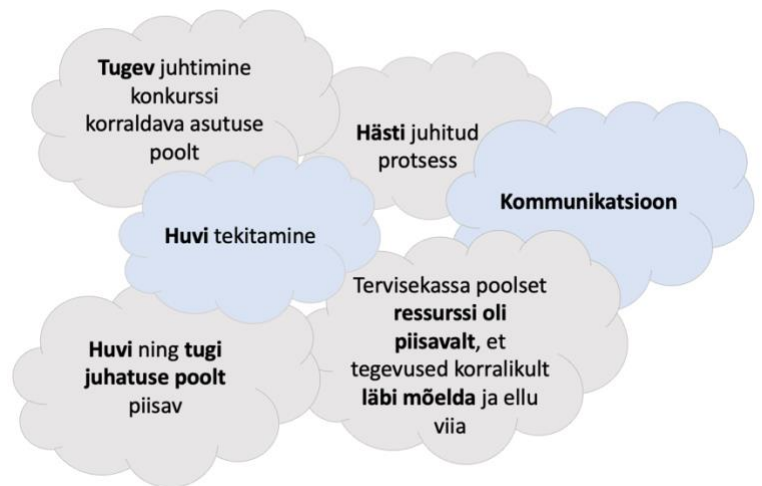 Tugev juhtimine
konkurssi
korraldava asutuse
poolt
Hästi juhitud
protsess
Kommunikatsioon
Huvi tekitamine
Tervisekassa poolset
ressurssi oli
piisavalt, et
tegevused korralikult
läbi mõelda ja ellu
viia
Huvi ning tugi
juhatuse poolt
piisav